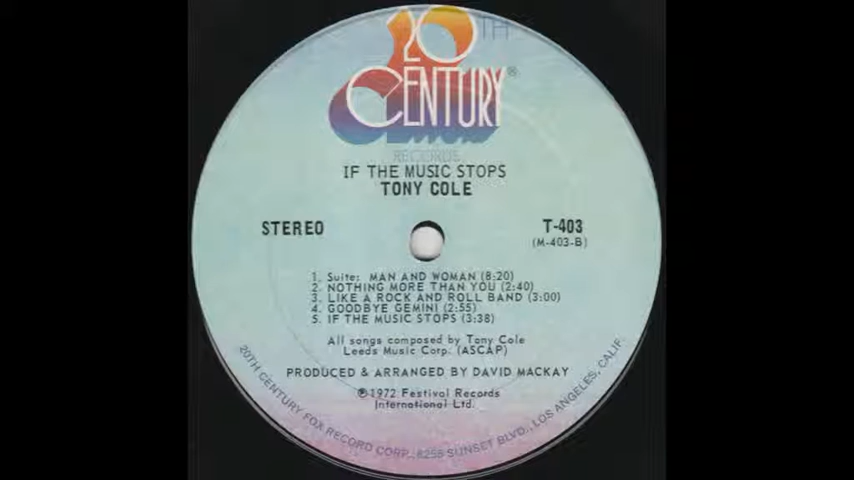 20TH
CENTURY®
RECORDS
IF THE MUSIC STOPS
TONY COLE
STEREO
T-403
(M-403-B)
1. Suite: MAN AND WOMAN (8:20)
2. NOTHING MORE THAN YOU (2:40)
3. LIKE A ROCK AND ROLL BAND (3:00)
4. GOODBYE GEMINI (2:55)
5. IF THE MUSIC STOPS (3:38)
All songs composed by Tony Cole
Leeds Music Corp. (ASCAP)
PRODUCED & ARRANGED BY DAVID MACKAY
℗1972 Festival Records
International Ltd.
20TH CENTURY FOX RECORD CORP., 8255 SUNSET BLVD., LOS ANGELES, CALIF.